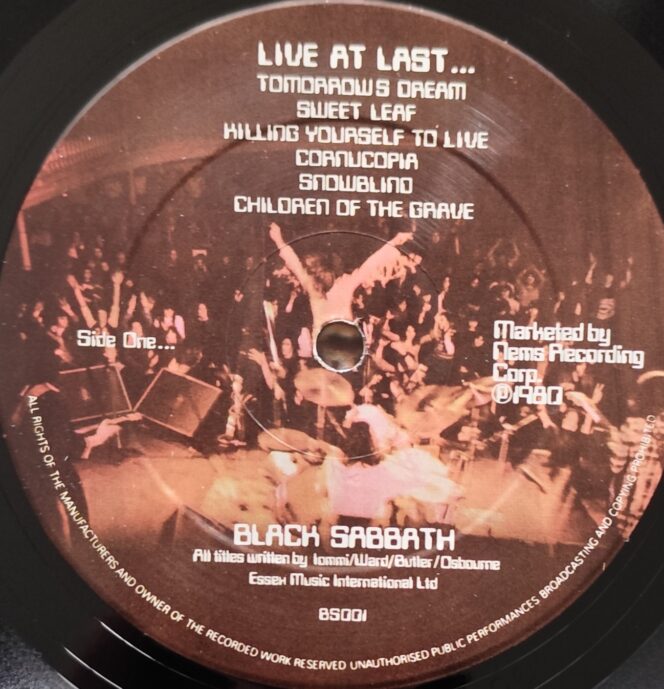 LIVE AT LAST...
TOMORROWS DREAM
SWEET LEAF
KILLING YOURSELF TO LIVE
CORNUCOPIA
SNOWBLIND
CHILDREN OF THE GRAVE
Side One...
Marketed by
Nems Recording
Corp.
℗1980
BLACK SABBATH
All titles written by Iommi/Ward/Butler/Osbourne
Essex Music International Ltd
BS001
ALL RIGHTS OF THE MANUFACTURERS AND OWNER OF THE RECORDED WORK RESERVED UNAUTHORISED PUBLIC PERFORMANCES BROADCASTING AND COPYING PROHIBITED